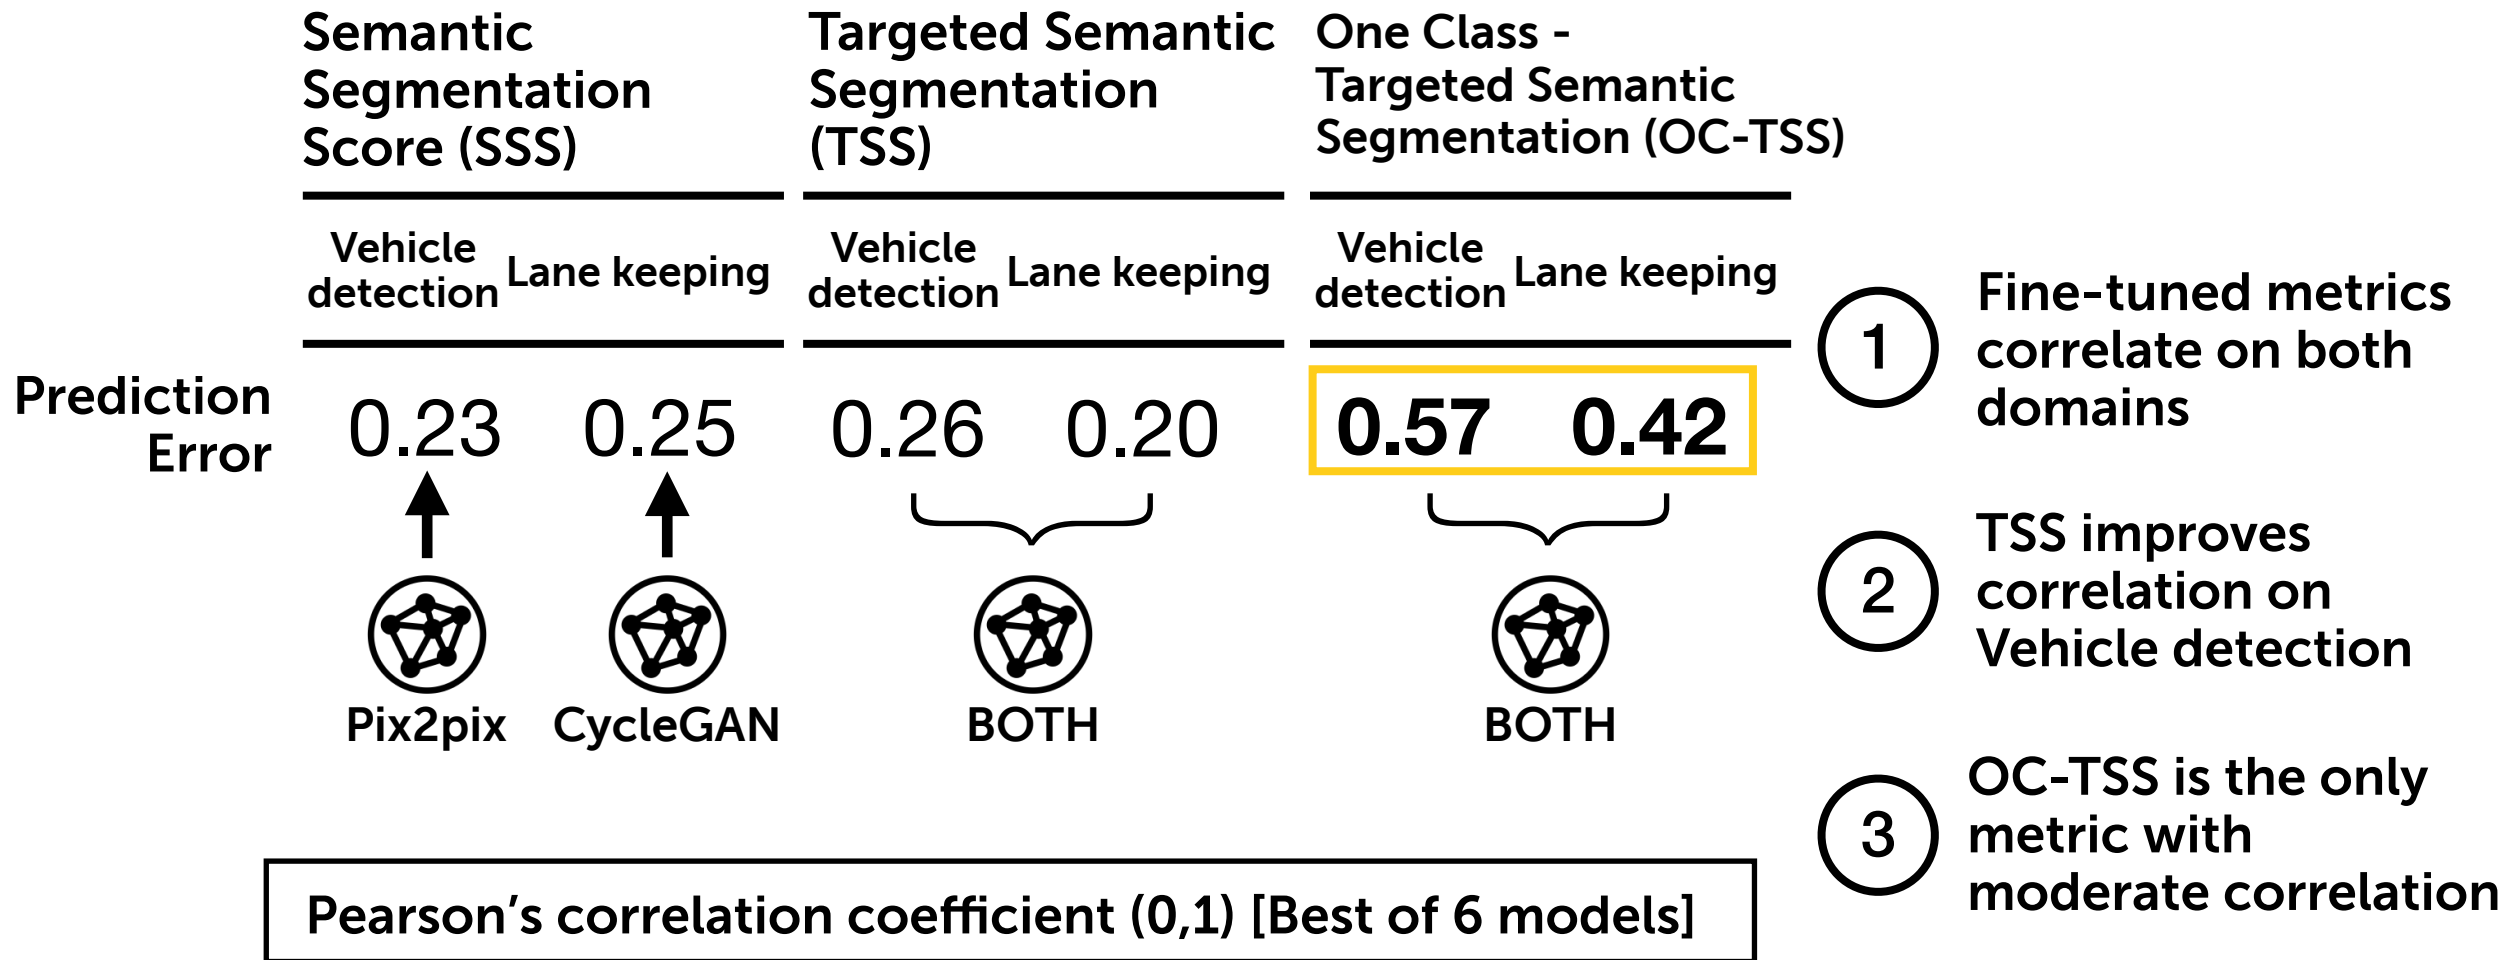 Semantic
Segmentation
Score (SSS)
Targeted Semantic
Segmentation
(TSS)
One Class -
Targeted Semantic
Segmentation (OC-TSS)
Vehicle
detection
Lane keeping
Vehicle
detection
Lane keeping
Vehicle
detection
Lane keeping
Prediction
Error
0.23
0.25
0.26
0.20
0.57
0.42
Pix2pix
CycleGAN
BOTH
BOTH
1
Fine-tuned metrics
correlate on both
domains
2
TSS improves
correlation on
Vehicle detection
3
OC-TSS is the only
metric with
moderate correlation
Pearson's correlation coefficient (0,1) [Best of 6 models]